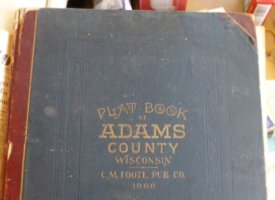 PLAT BOOK
OF
ADAMS
COUNTY
WISCONSIN
C.M. FOOTE PUB. CO.
1900